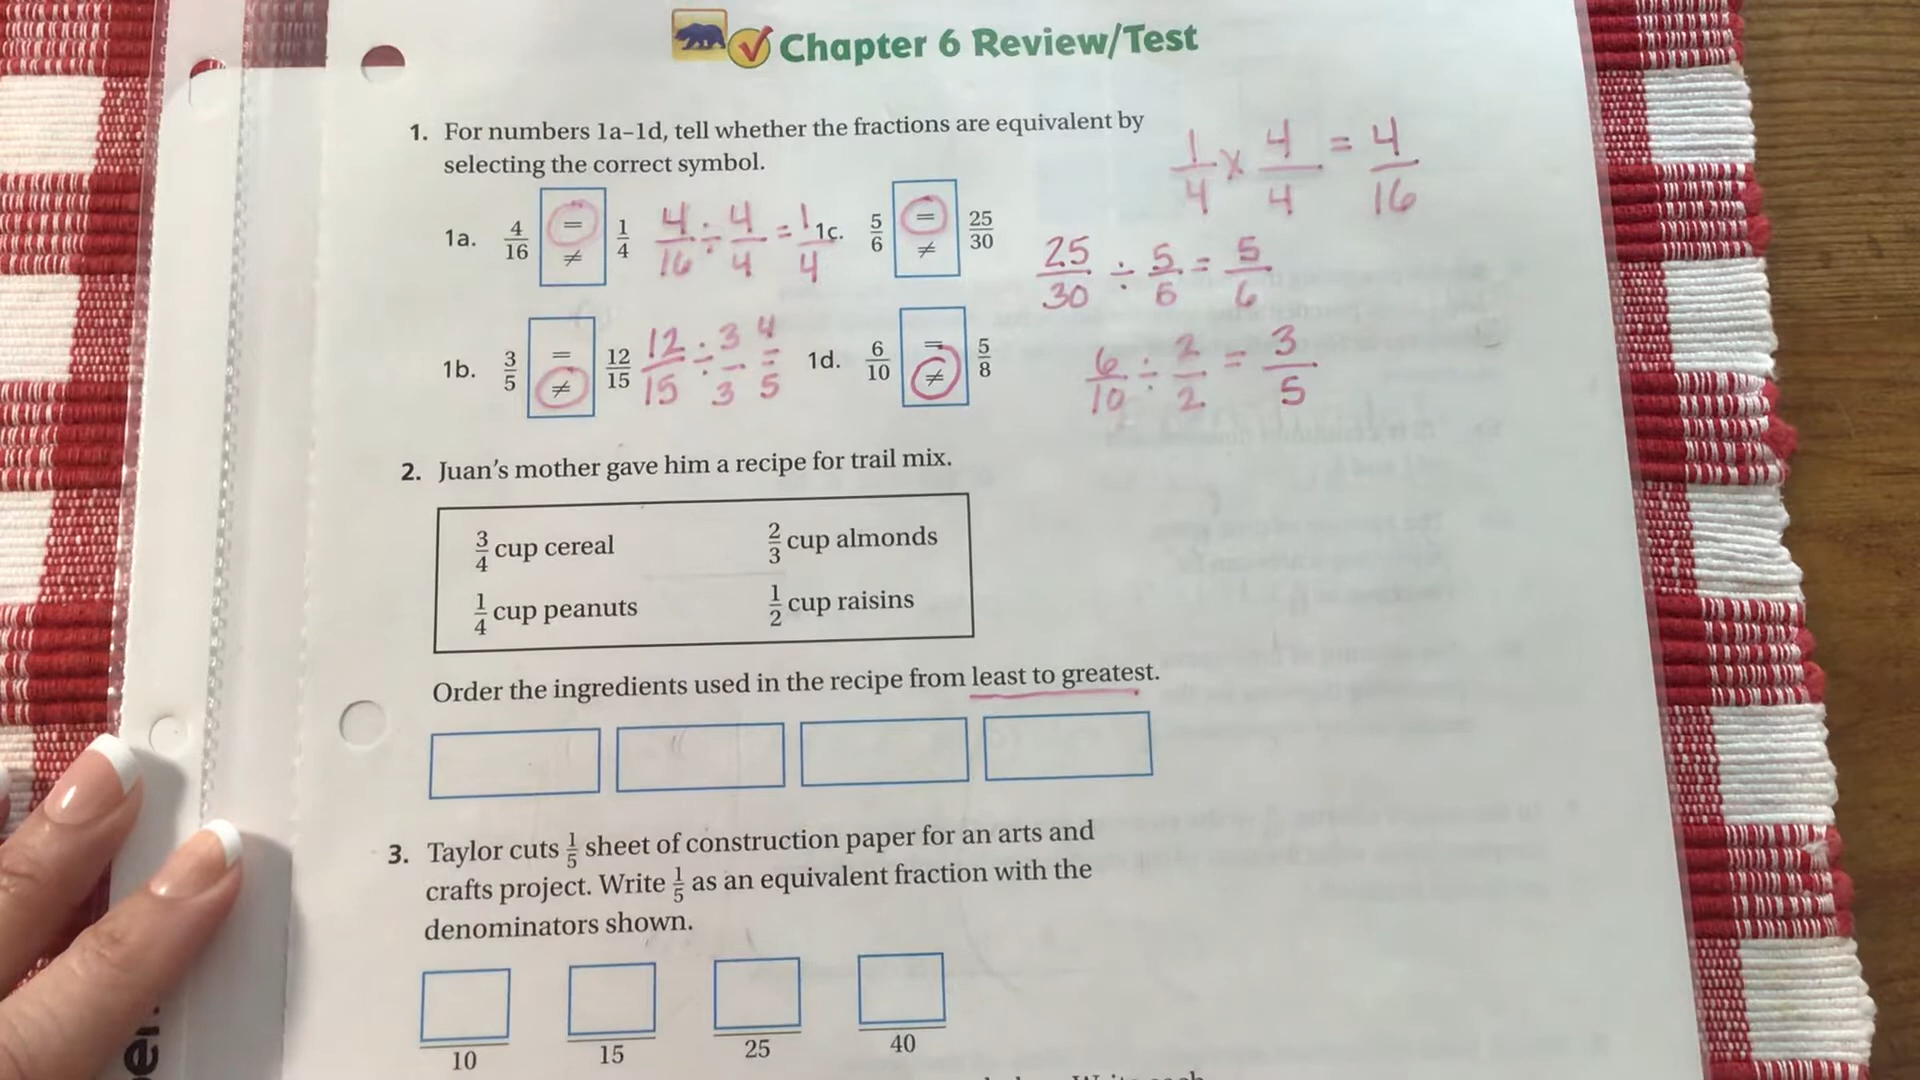 Chapter 6 Review/Test
1. For numbers 1a–1d, tell whether the fractions are equivalent by
selecting the correct symbol.
1/4 × 4/4 = 4/16
1a. 4/16 = ≠ 1/4 4/16 ÷ 4/4 = 1/4
1c. 5/6 = ≠ 25/30
25/30 ÷ 5/5 = 5/6
1b. 3/5 = ≠ 12/15 12/15 ÷ 3/3 = 4/5
1d. 6/10 = ≠ 5/8
6/10 ÷ 2/2 = 3/5
2. Juan’s mother gave him a recipe for trail mix.
3/4 cup cereal 2/3 cup almonds
1/4 cup peanuts 1/2 cup raisins
Order the ingredients used in the recipe from least to greatest.
3. Taylor cuts 1/5 sheet of construction paper for an arts and
crafts project. Write 1/5 as an equivalent fraction with the
denominators shown.
10 15 25 40